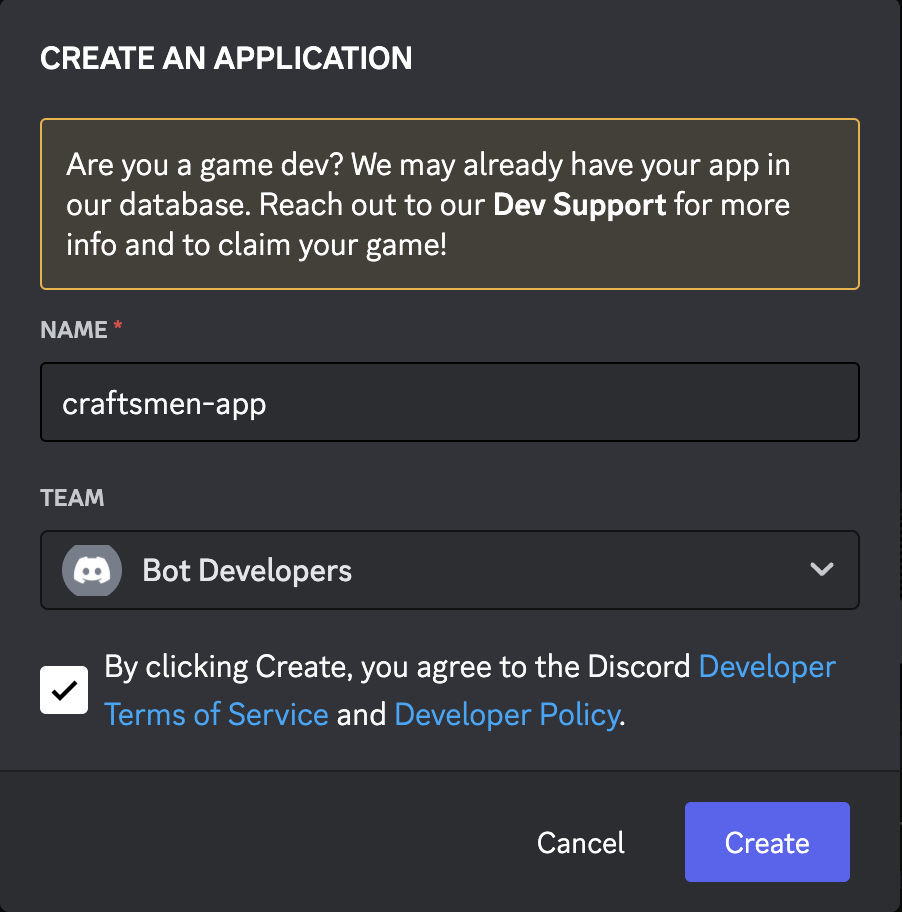 CREATE AN APPLICATION
Are you a game dev? We may already have your app in
our database. Reach out to our Dev Support for more
info and to claim your game!
NAME *
craftsmen-app
TEAM
Bot Developers
By clicking Create, you agree to the Discord Developer
Terms of Service and Developer Policy.
Cancel Create